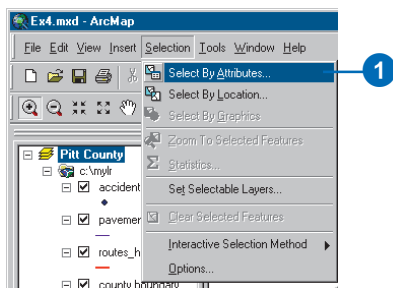 Ex4.mxd - ArcMap
File Edit View Insert Selection Tools Window Help
Select By Attributes...
1
Select By Location...
Select By Graphics
Zoom To Selected Features
Statistics...
Set Selectable Layers...
Clear Selected Features
Interactive Selection Method
Options...
Pitt County
c:\mylr
accident
pavemen
routes_h
county boundary